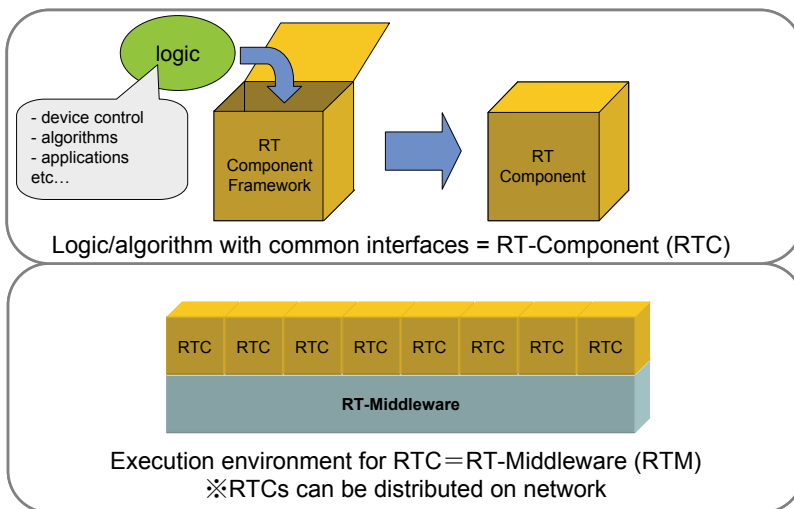 logic
- device control
- algorithms
- applications
etc…
RT
Component
Framework
RT
Component
Logic/algorithm with common interfaces = RT-Component (RTC)
RTC RTC RTC RTC RTC RTC RTC RTC
RT-Middleware
Execution environment for RTC＝RT-Middleware (RTM)
※RTCs can be distributed on network